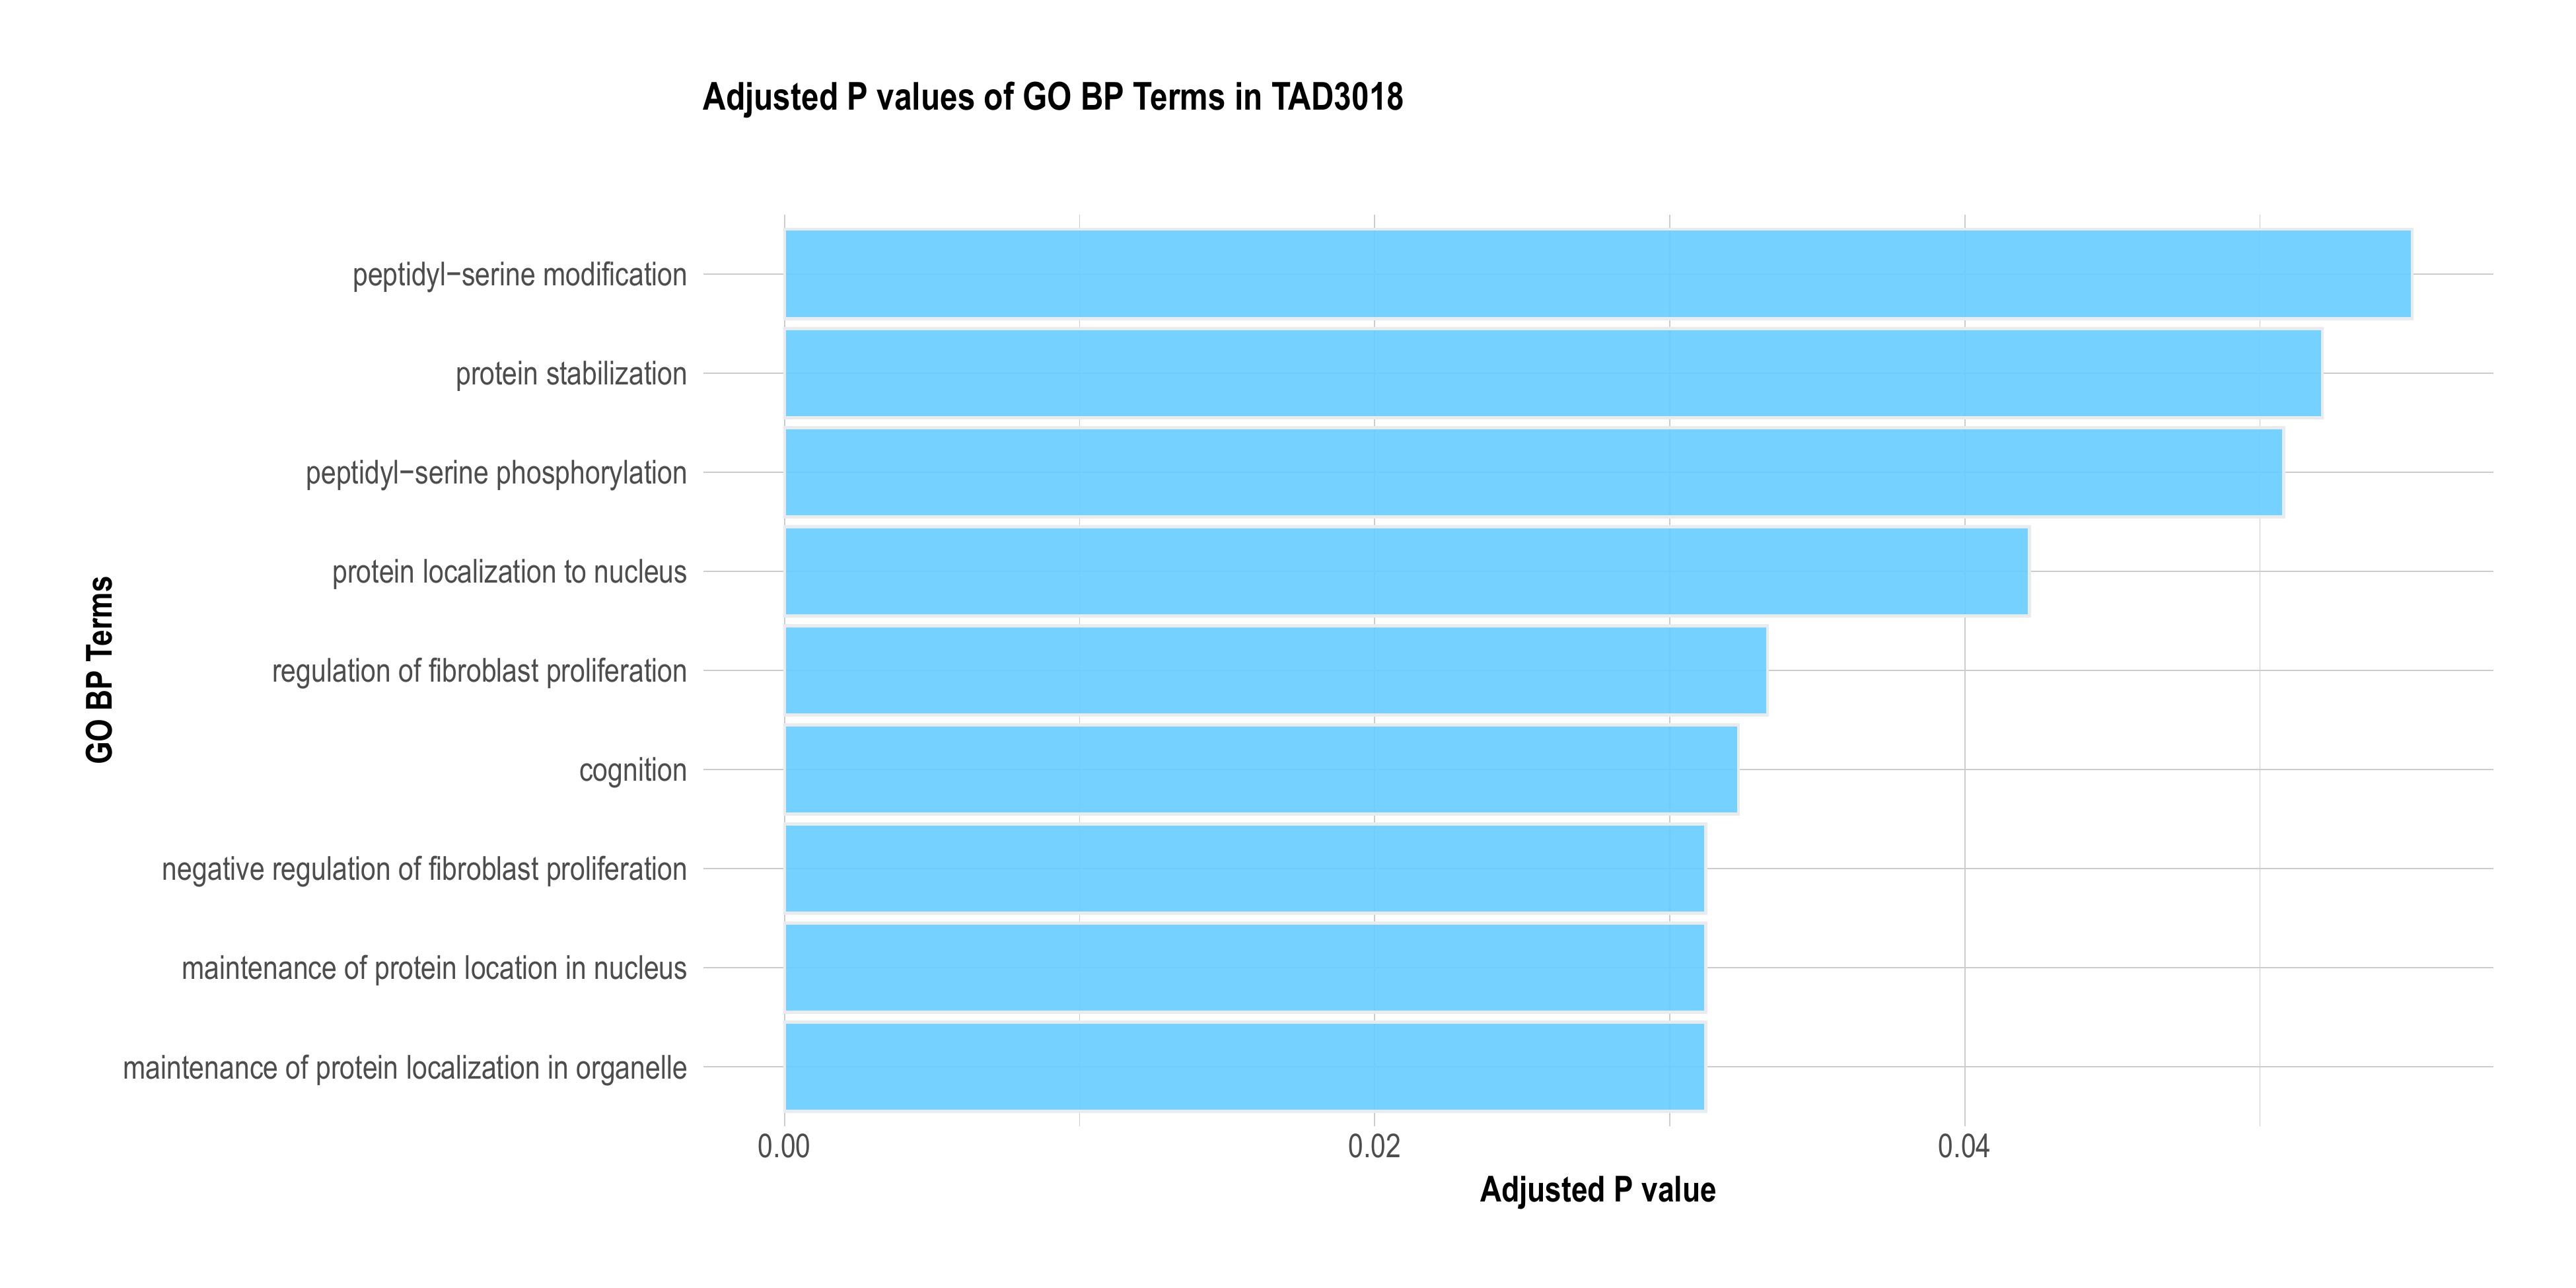 Adjusted P values of GO BP Terms in TAD3018
GO BP Terms
peptidyl−serine modification
protein stabilization
peptidyl−serine phosphorylation
protein localization to nucleus
regulation of fibroblast proliferation
cognition
negative regulation of fibroblast proliferation
maintenance of protein location in nucleus
maintenance of protein localization in organelle
0.00 0.02 0.04
Adjusted P value